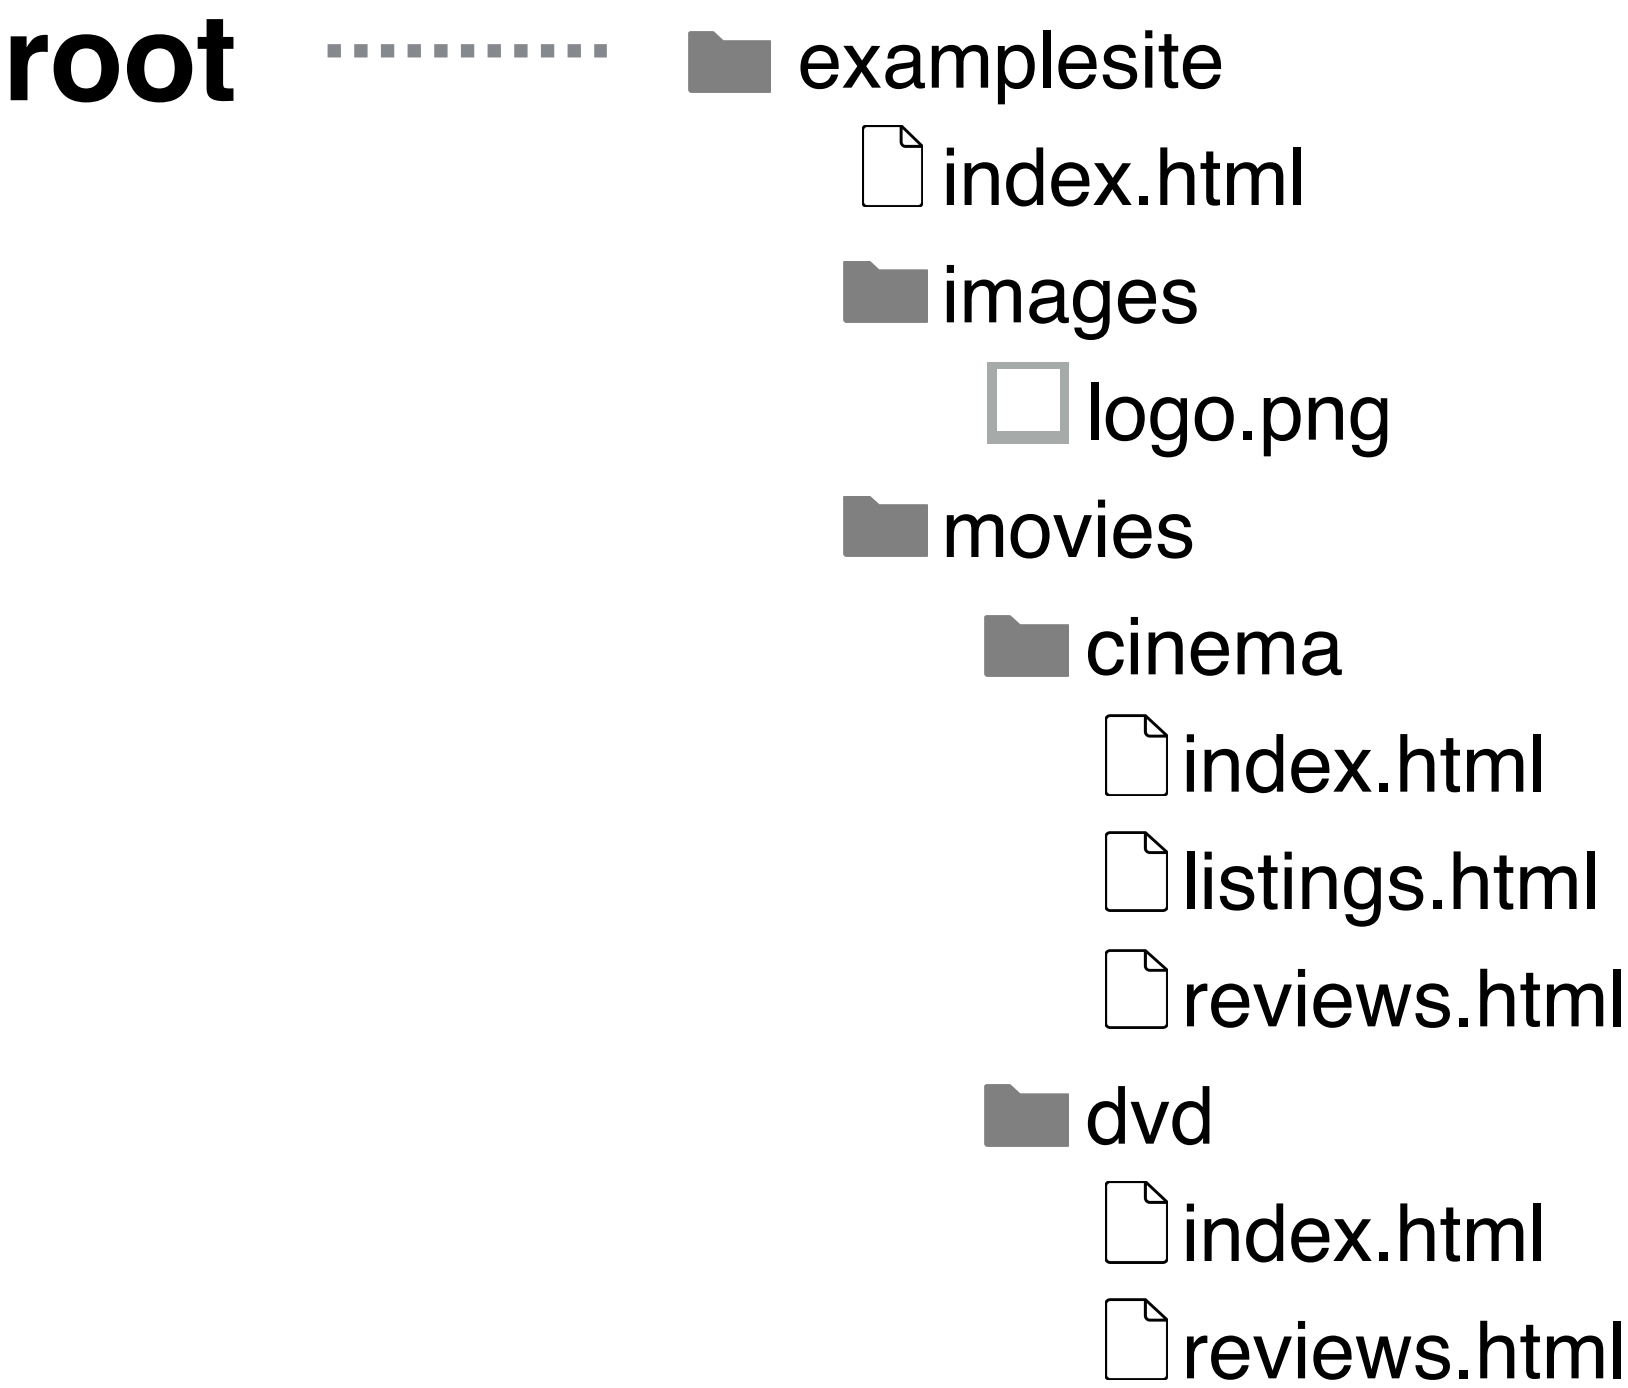 root examplesite
index.html
images
logo.png
movies
cinema
index.html
listings.html
reviews.html
dvd
index.html
reviews.html